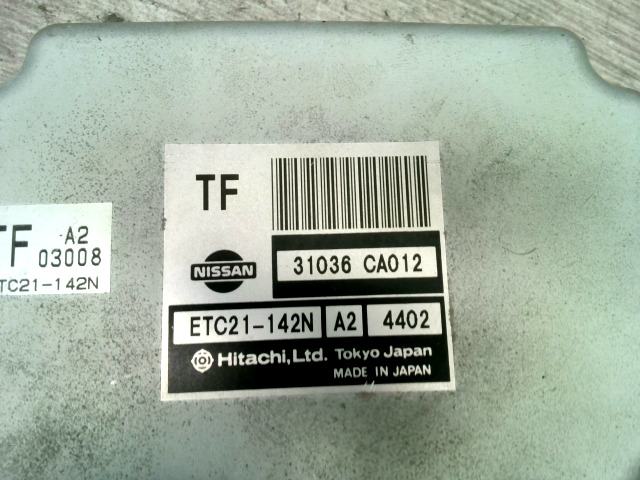 TF
NISSAN
31036 CA012
ETC21-142N A2 4402
Hitachi, Ltd. Tokyo Japan
MADE IN JAPAN
TF A2
03008
TC21-142N